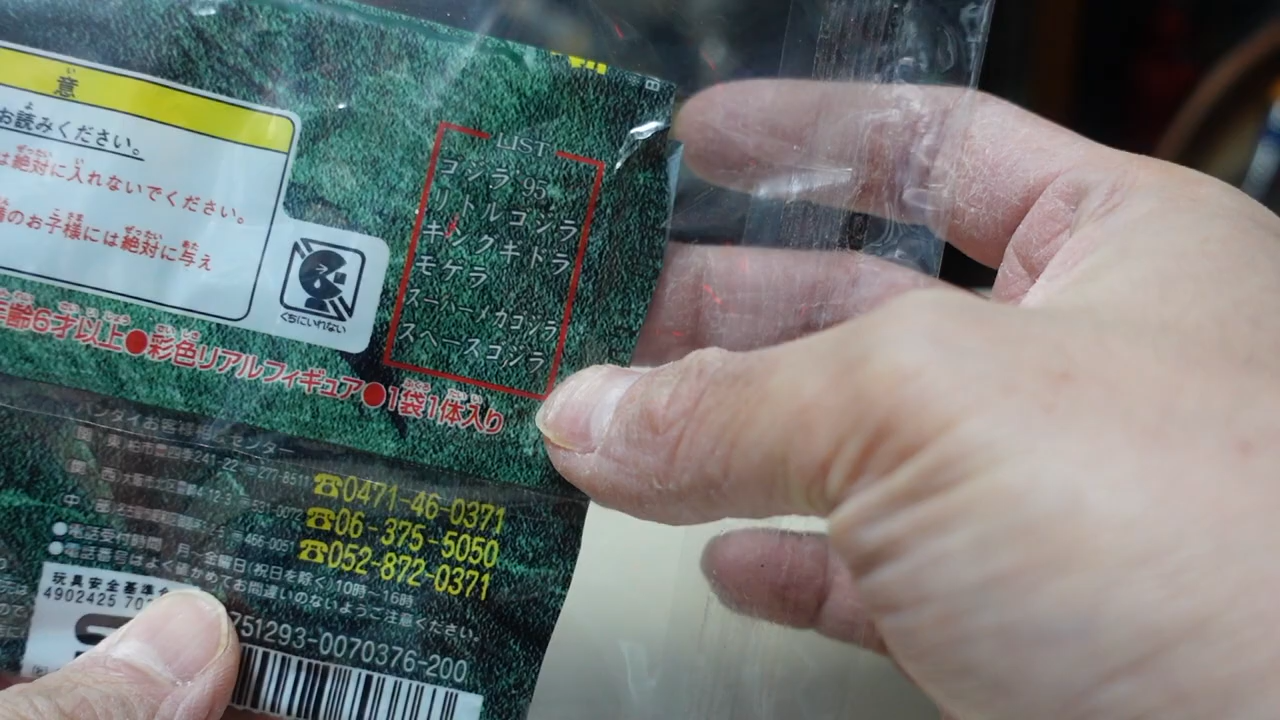 意
お読みください。
は絶対に入れないでください。
のお子様には絶対に与え
くちにいれない
LIST
ゴジラ'95
リトルゴジラ
キングギドラ
モゲラ
スーパーメカゴジラ
スペースゴジラ
年齢6才以上●彩色リアルフィギュア●1袋1体入り
バンダイお客様センター
☎0471-46-0371
☎06-375-5050
☎052-872-0371
●電話受付時間 月〜金曜日(祝日を除く)10時〜16時
●電話番号はよく確かめてお間違いのないようご注意ください。
玩具安全基準
4902425 70
751293-0070376-200